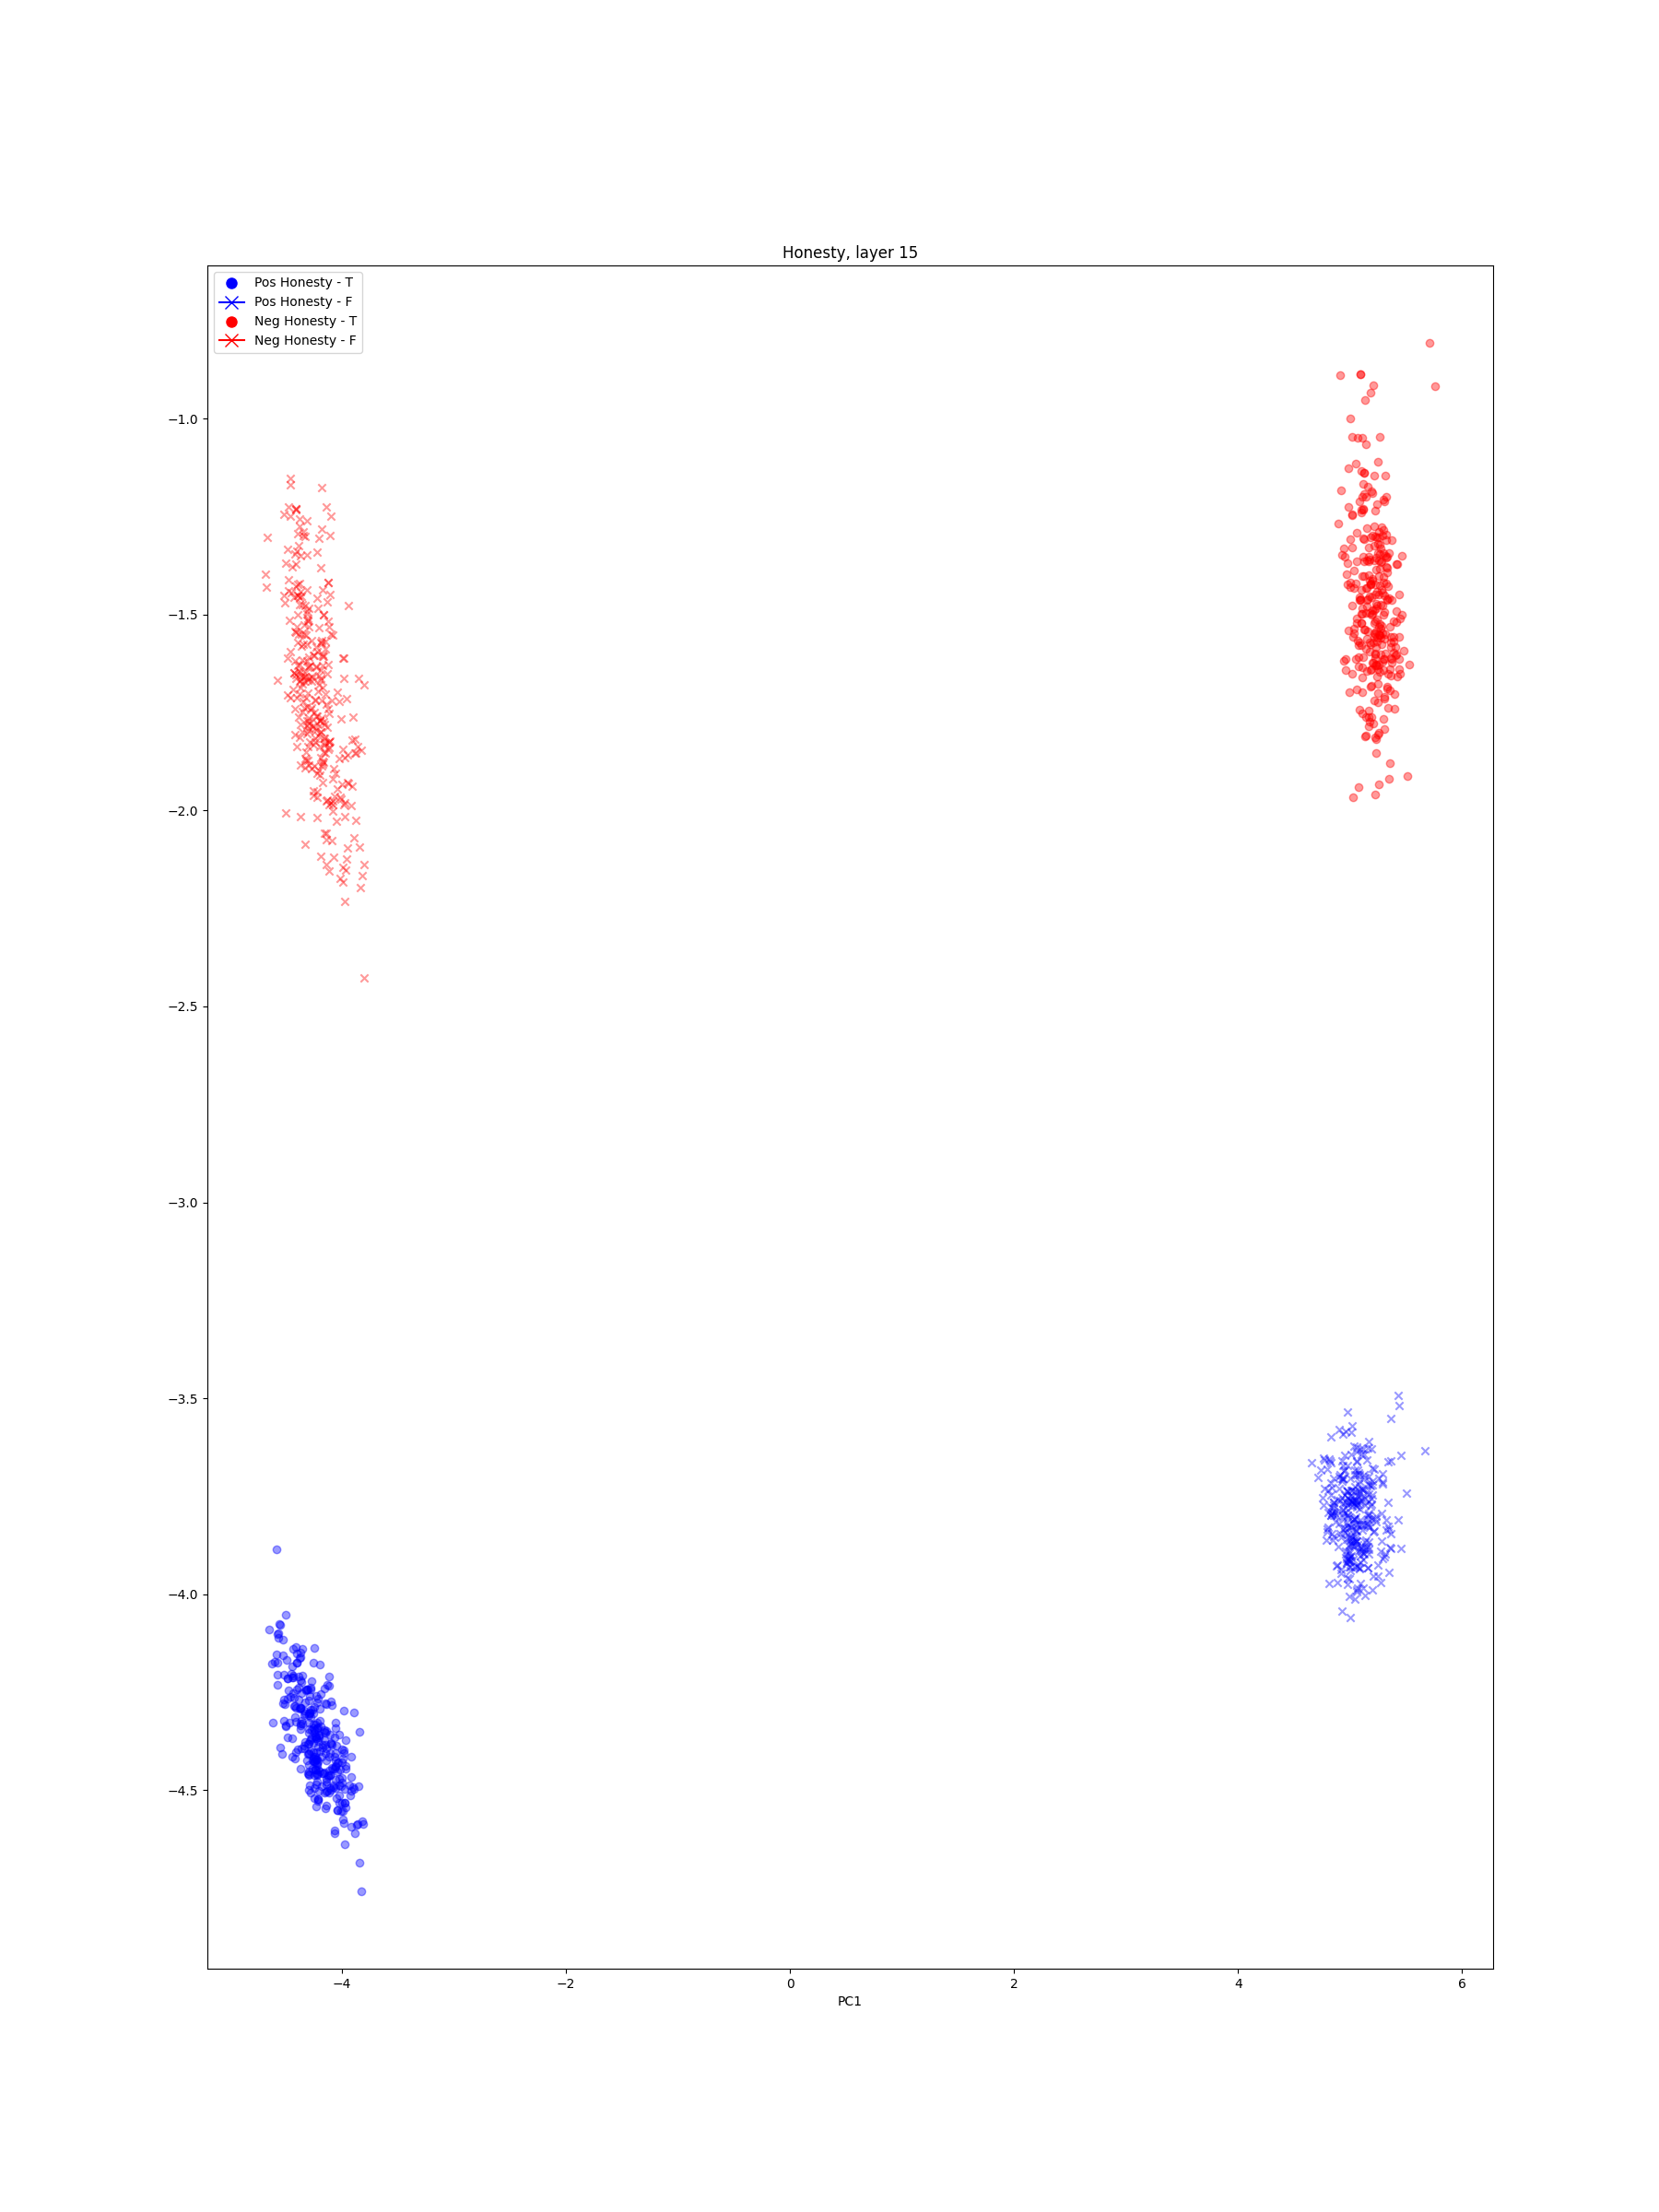 Honesty, layer 15
Pos Honesty - T
Pos Honesty - F
Neg Honesty - T
Neg Honesty - F
−1.0
−1.5
−2.0
−2.5
−3.0
−3.5
−4.0
−4.5
−4 −2 0 2 4 6
PC1